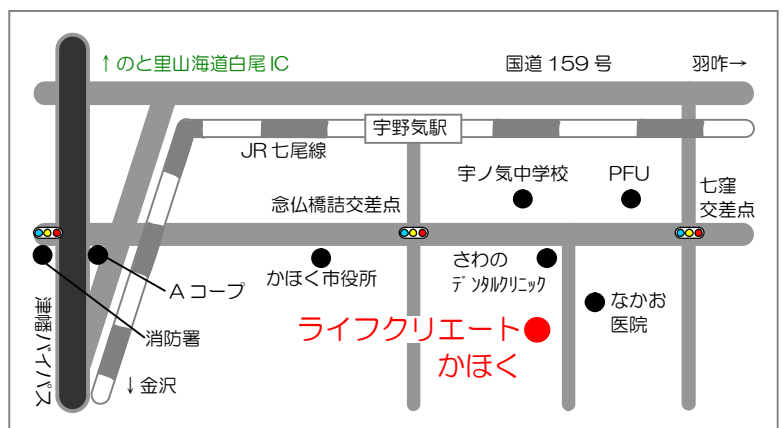 ↑のと里山海道白尾IC
国道159号
羽咋→
宇野気駅
JR七尾線
宇ノ気中学校
PFU
七窪
交差点
念仏橋詰交差点
さわの
ﾃﾞﾝﾀﾙｸﾘﾆｯｸ
かほく市役所
Aコープ
なかお
医院
津幡バイパス
消防署
ライフクリエート
かほく
↓金沢